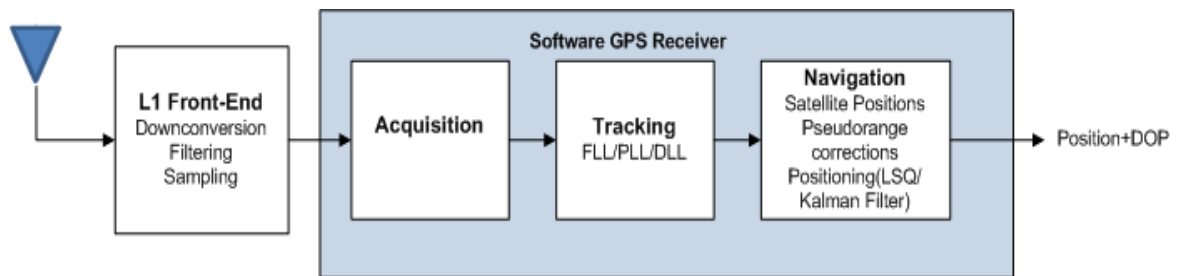 Software GPS Receiver
L1 Front-End
Downconversion
Filtering
Sampling
Acquisition
Tracking
FLL/PLL/DLL
Navigation
Satellite Positions
Pseudorange
corrections
Positioning(LSQ/
Kalman Filter)
Position+DOP